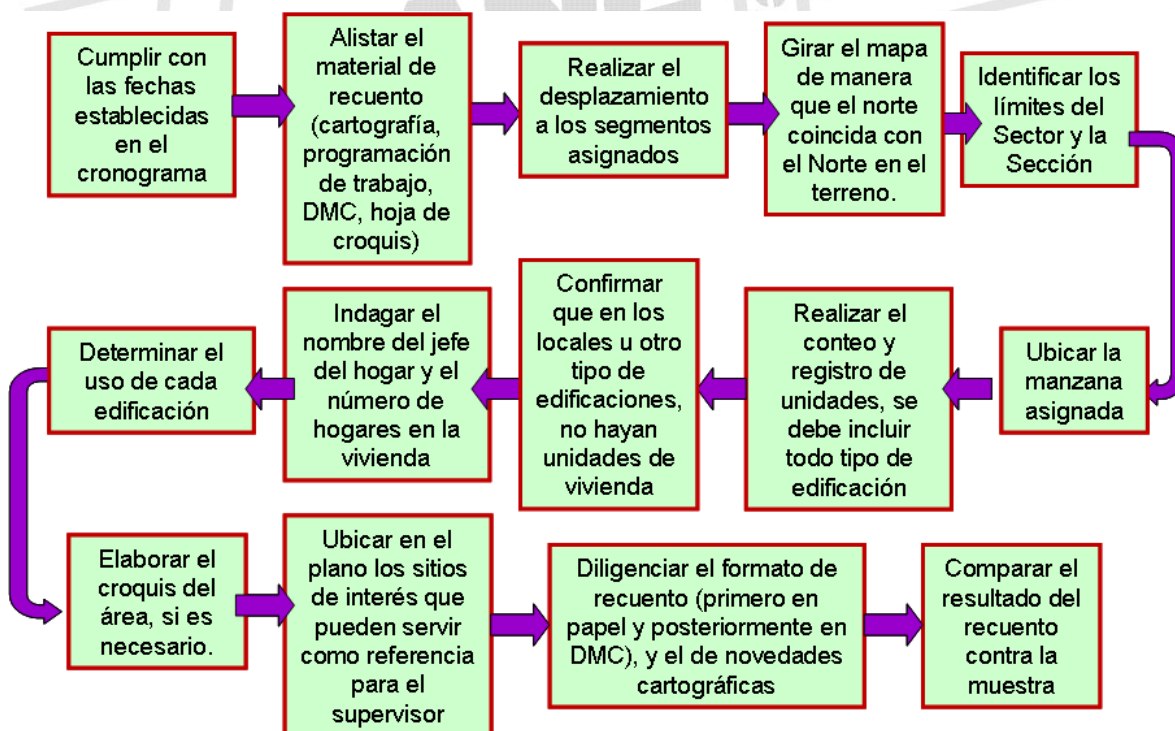 Cumplir con
las fechas
establecidas
en el
cronograma
Alistar el
material de
recuento
(cartografía,
programación
de trabajo,
DMC, hoja de
croquis)
Realizar el
desplazamiento
a los segmentos
asignados
Girar el mapa
de manera
que el norte
coincida con
el Norte en el
terreno.
Identificar los
límites del
Sector y la
Sección
Ubicar la
manzana
asignada
Realizar el
conteo y
registro de
unidades, se
debe incluir
todo tipo de
edificación
Confirmar
que en los
locales u otro
tipo de
edificaciones,
no hayan
unidades de
vivienda
Indagar el
nombre del jefe
del hogar y el
número de
hogares en la
vivienda
Determinar el
uso de cada
edificación
Elaborar el
croquis del
área, si es
necesario.
Ubicar en el
plano los sitios
de interés que
pueden servir
como referencia
para el
supervisor
Diligenciar el formato de
recuento (primero en
papel y posteriormente en
DMC), y el de novedades
cartográficas
Comparar el
resultado del
recuento
contra la
muestra